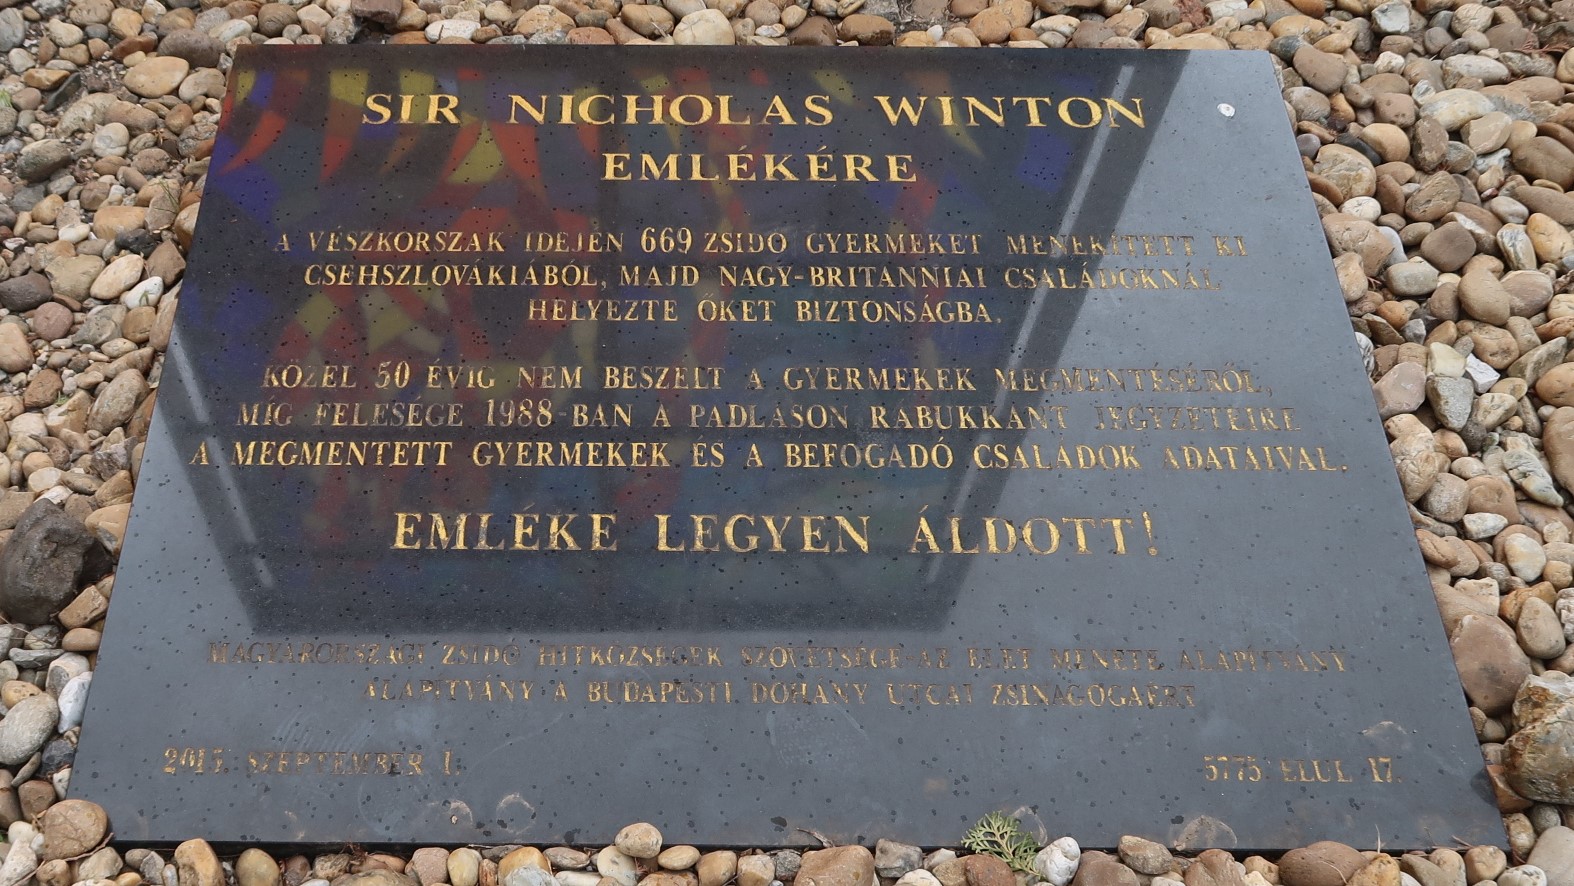 SIR NICHOLAS WINTON
EMLÉKÉRE
A VÉSZKORSZAK IDEJÉN 669 ZSIDÓ GYERMEKET MENEKÍTETT KI
CSEHSZLOVÁKIÁBÓL, MAJD NAGY-BRITANNIAI CSALÁDOKNÁL
HELYEZTE ŐKET BIZTONSÁGBA.
KÖZEL 50 ÉVIG NEM BESZÉLT A GYERMEKEK MEGMENTÉSÉRŐL,
MÍG FELESÉGE 1988-BAN A PADLÁSON RÁBUKKANT JEGYZETEIRE
A MEGMENTETT GYERMEKEK ÉS A BEFOGADÓ CSALÁDOK ADATAIVAL.
EMLÉKE LEGYEN ÁLDOTT!
MAGYARORSZÁGI ZSIDÓ HITKÖZSÉGEK SZÖVETSÉGE-AZ ÉLET MENETE ALAPÍTVÁNY
ALAPÍTVÁNY A BUDAPESTI DOHÁNY UTCAI ZSINAGÓGÁÉRT
2015. SZEPTEMBER 1.
5775 ELUL 17.